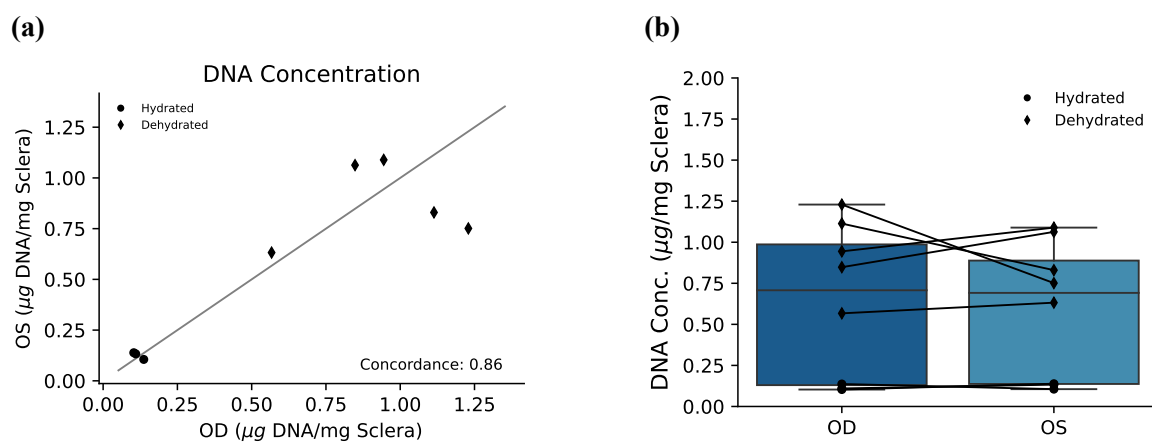 (a)
DNA Concentration
Hydrated
Dehydrated
OS (μg DNA/mg Sclera)
1.25
1.00
0.75
0.50
0.25
0.00
Concordance: 0.86
0.00 0.25 0.50 0.75 1.00 1.25
OD (μg DNA/mg Sclera)
(b)
DNA Conc. (μg/mg Sclera)
2.00
1.75
1.50
1.25
1.00
0.75
0.50
0.25
0.00
Hydrated
Dehydrated
OD OS